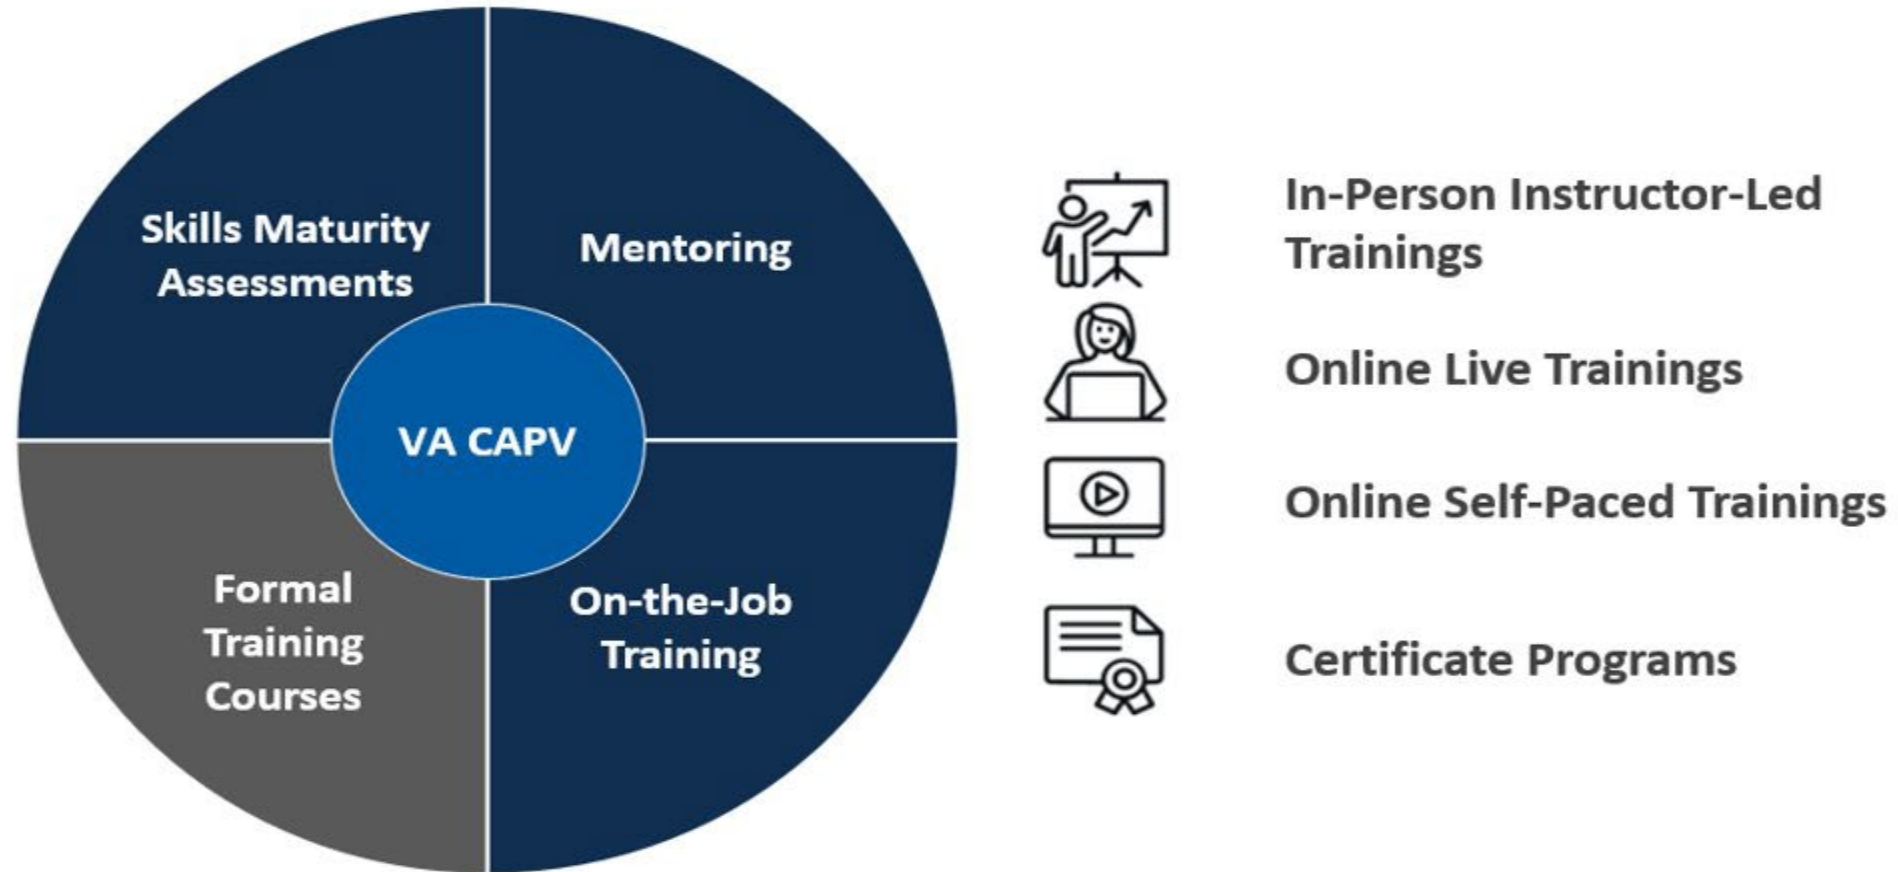 Skills Maturity
Assessments
Mentoring
VA CAPV
Formal
Training
Courses
On-the-Job
Training
In-Person Instructor-Led
Trainings
Online Live Trainings
Online Self-Paced Trainings
Certificate Programs